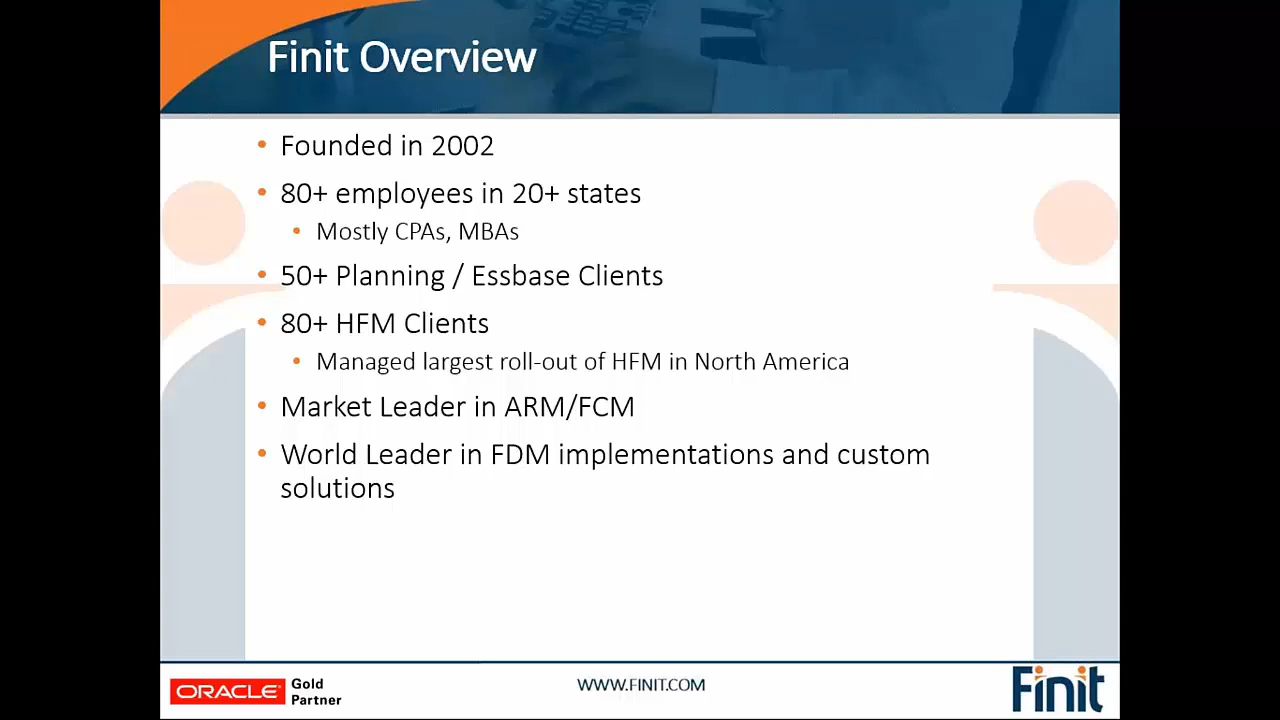 Finit Overview
• Founded in 2002
• 80+ employees in 20+ states
• Mostly CPAs, MBAs
• 50+ Planning / Essbase Clients
• 80+ HFM Clients
• Managed largest roll-out of HFM in North America
• Market Leader in ARM/FCM
• World Leader in FDM implementations and custom
solutions
ORACLE Gold
Partner
WWW.FINIT.COM
Finit